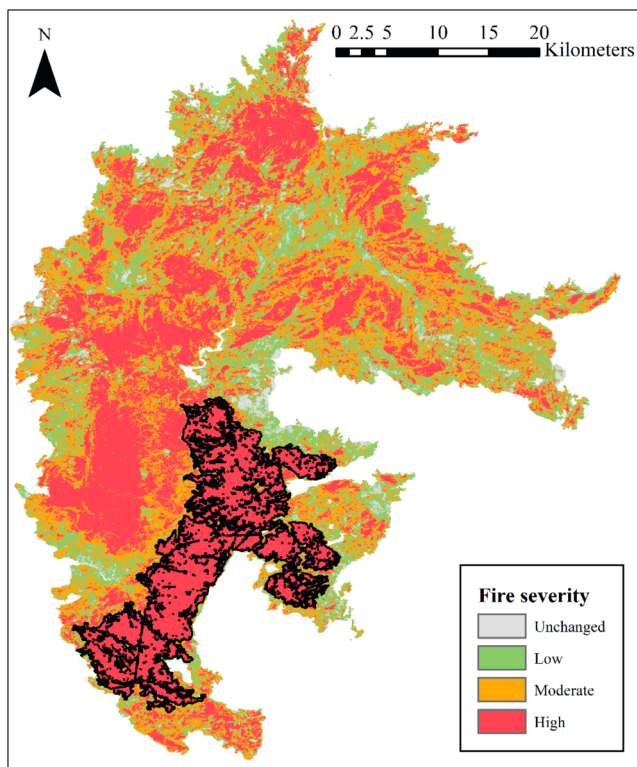 N
0 2.5 5 10 15 20
Kilometers
Fire severity
Unchanged
Low
Moderate
High